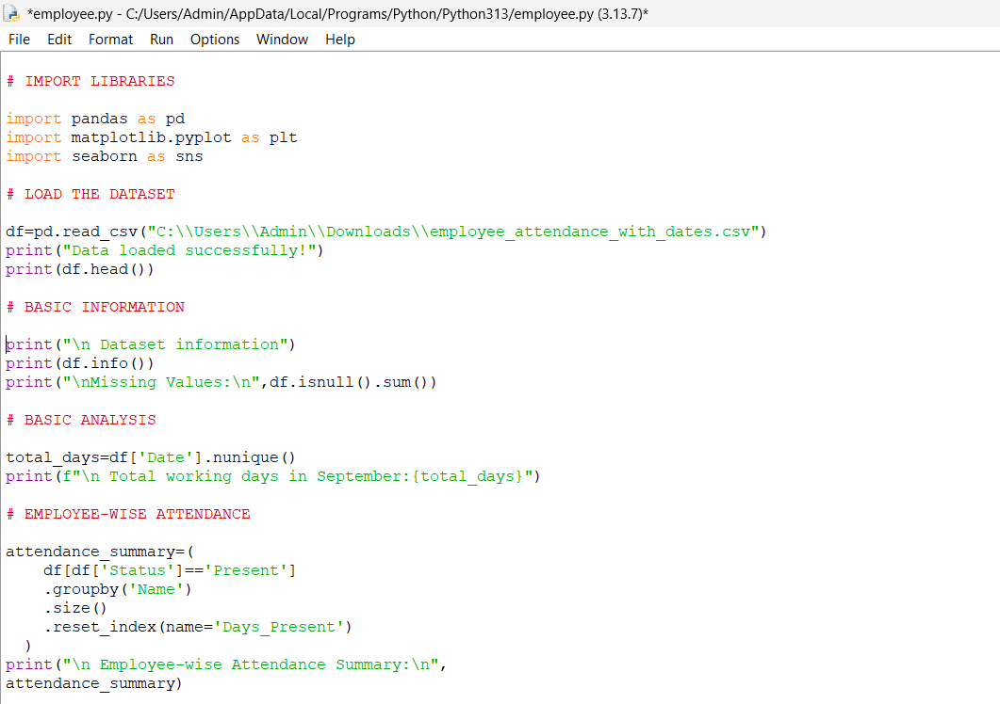 *employee.py - C:/Users/Admin/AppData/Local/Programs/Python/Python313/employee.py (3.13.7)*
File Edit Format Run Options Window Help
# IMPORT LIBRARIES
import pandas as pd
import matplotlib.pyplot as plt
import seaborn as sns
# LOAD THE DATASET
df=pd.read_csv("C:\\Users\\Admin\\Downloads\\employee_attendance_with_dates.csv")
print("Data loaded successfully!")
print(df.head())
# BASIC INFORMATION
print("\n Dataset information")
print(df.info())
print("\nMissing Values:\n",df.isnull().sum())
# BASIC ANALYSIS
total_days=df['Date'].nunique()
print(f"\n Total working days in September:{total_days}")
# EMPLOYEE-WISE ATTENDANCE
attendance_summary=(
    df[df['Status']=='Present']
    .groupby('Name')
    .size()
    .reset_index(name='Days_Present')
  )
print("\n Employee-wise Attendance Summary:\n",
attendance_summary)